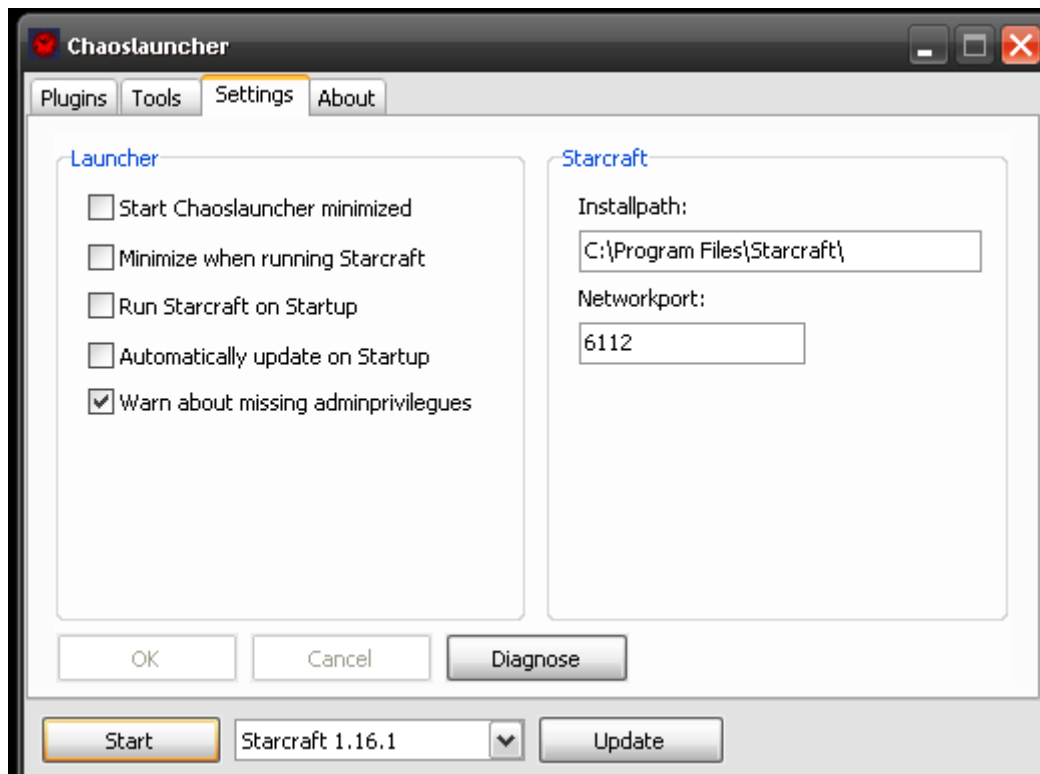 Chaoslauncher
Plugins Tools Settings About
Launcher
Start Chaoslauncher minimized
Minimize when running Starcraft
Run Starcraft on Startup
Automatically update on Startup
Warn about missing adminprivilegues
Starcraft
Installpath:
C:\Program Files\Starcraft\
Networkport:
6112
OK Cancel Diagnose
Start Starcraft 1.16.1 Update